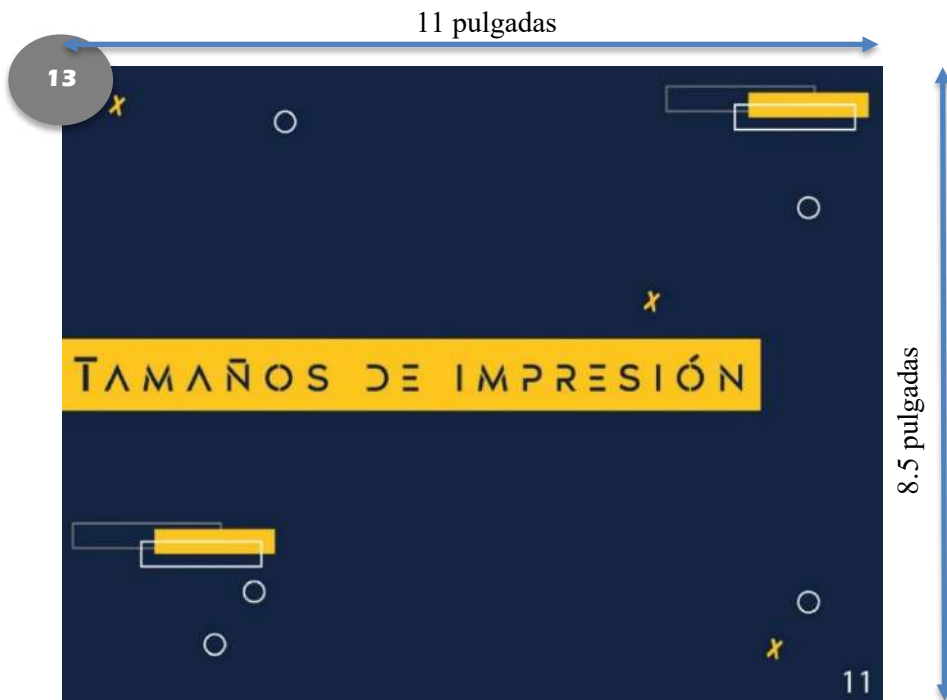 11 pulgadas
13
TAMAÑOS DE IMPRESIÓN
8.5 pulgadas
11